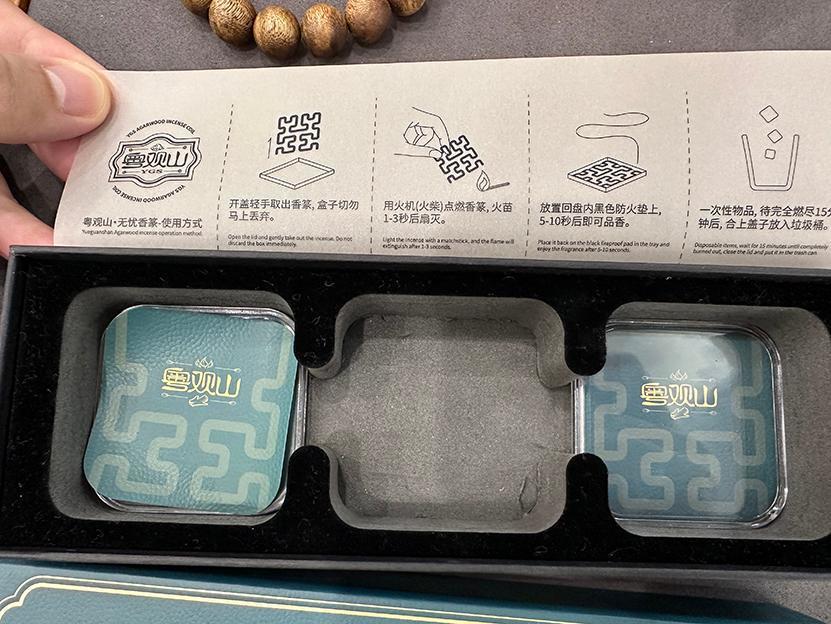 YGS AGARWOOD INCENSE COIL
粤观山
YGS
YGS AGARWOOD INCENSE COIL
粤观山·无忧香篆-使用方式
Yueguanshan Agarwood incense operation method
开盖轻手取出香篆, 盒子切勿
马上丢弃。
Open the lid and gently take out the incense. Do not
discard the box immediately.
用火机(火柴)点燃香篆, 火苗
1-3秒后扇灭。
Light the incense with a matchstick, and the flame will
extinguish after 1-3 seconds.
放置回盘内黑色防火垫上,
5-10秒后即可品香。
Place it back on the black fireproof pad in the tray and
enjoy the fragrance after 5-10 seconds.
一次性物品, 待完全燃尽15分
钟后, 合上盖子放入垃圾桶。
Disposable items, wait for 15 minutes until completely
burned out, close the lid and put it in the trash can
粤观山
粤观山